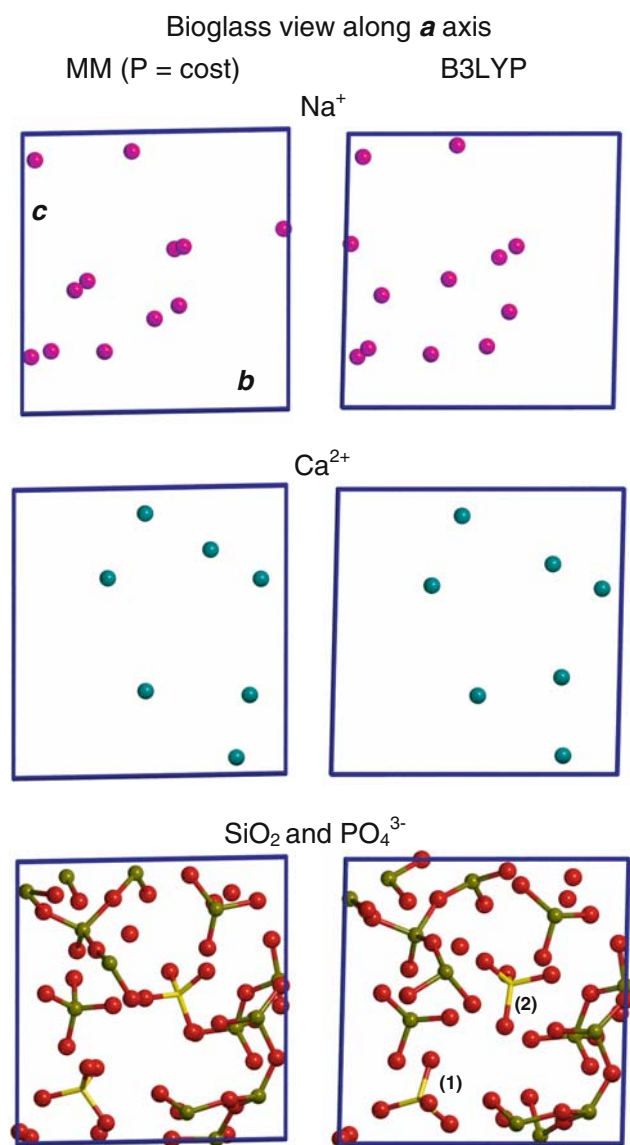 Bioglass view along a axis
MM (P = cost) B3LYP
Na⁺
c
b
Ca²⁺
SiO₂ and PO₄³⁻
(2)
(1)